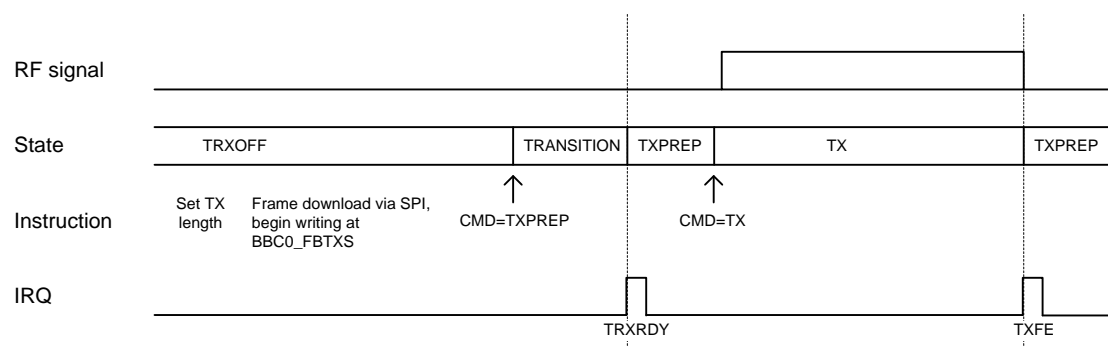 RF signal
State
TRXOFF
TRANSITION
TXPREP
TX
TXPREP
Instruction
Set TX
length
Frame download via SPI,
begin writing at
BBC0_FBTXS
CMD=TXPREP
CMD=TX
IRQ
TRXRDY
TXFE